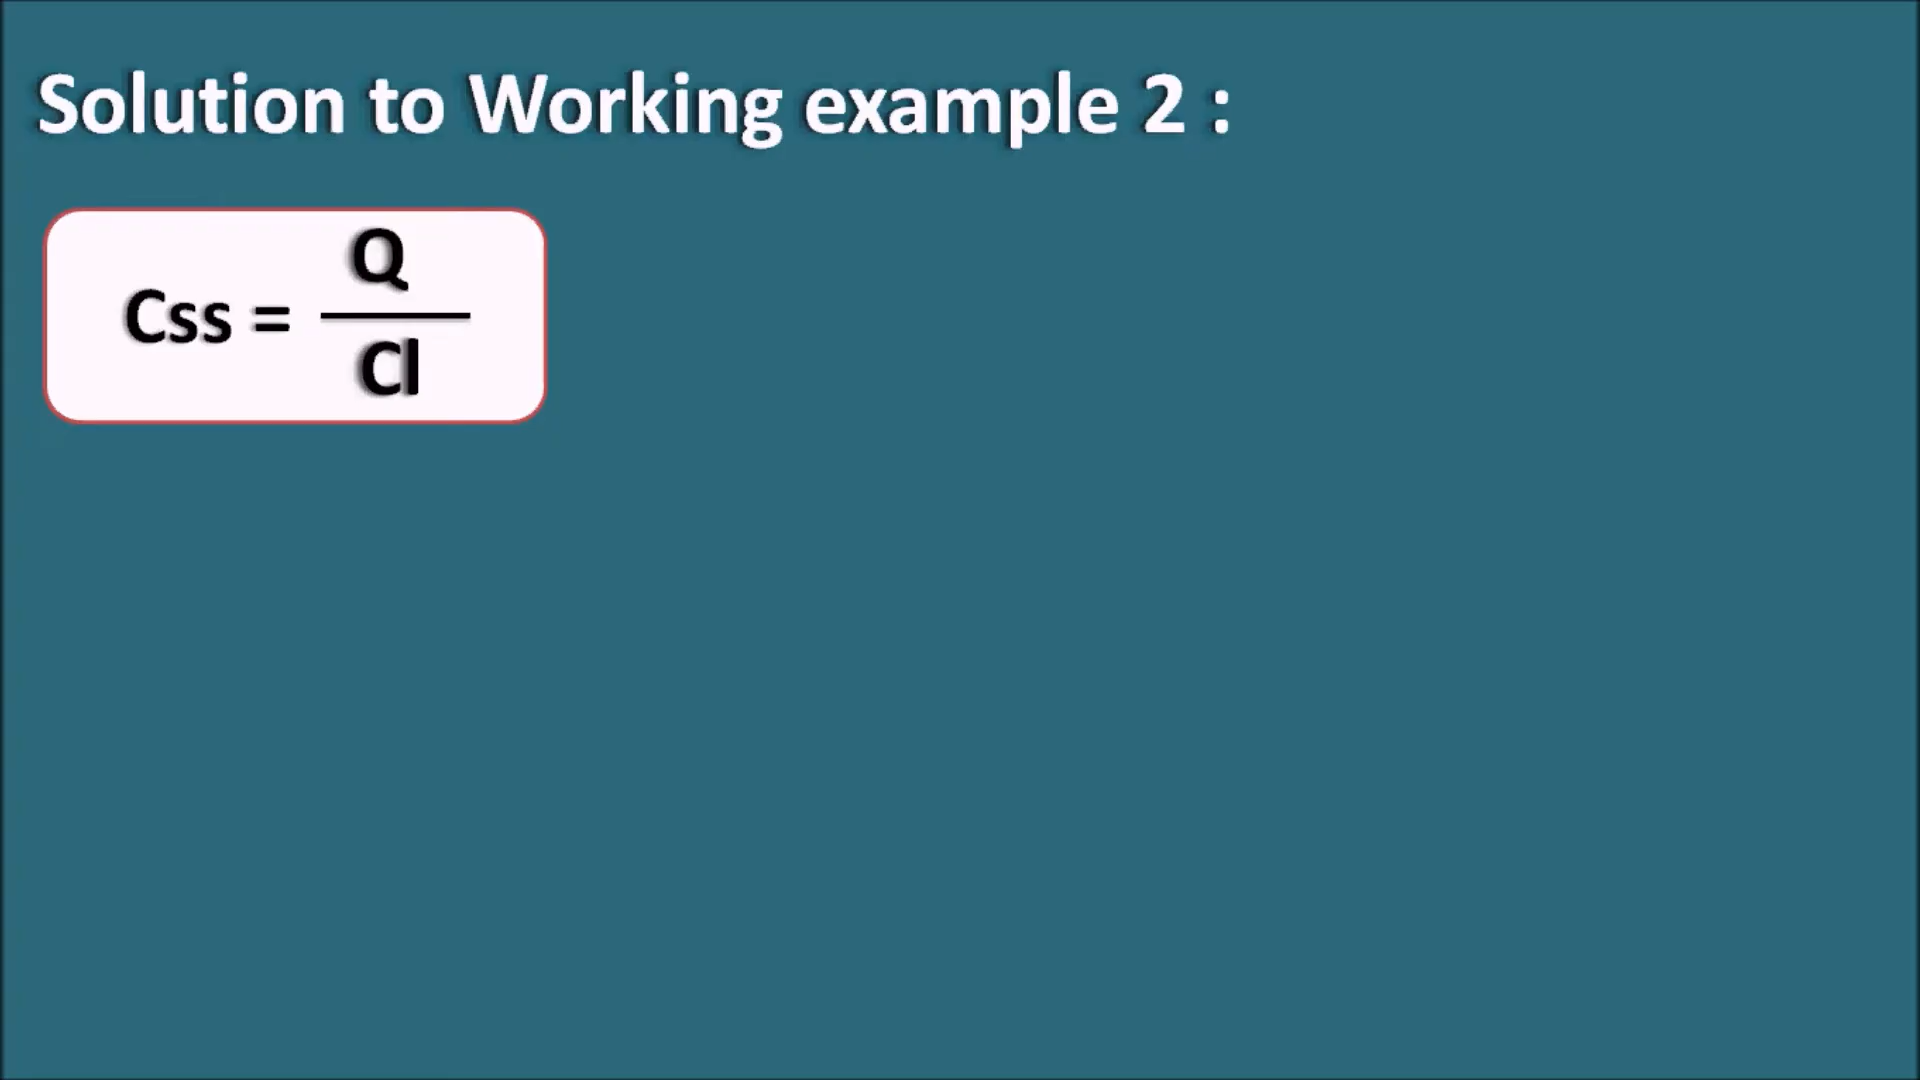 Solution to Working example 2 :
Q
Css =
Cl